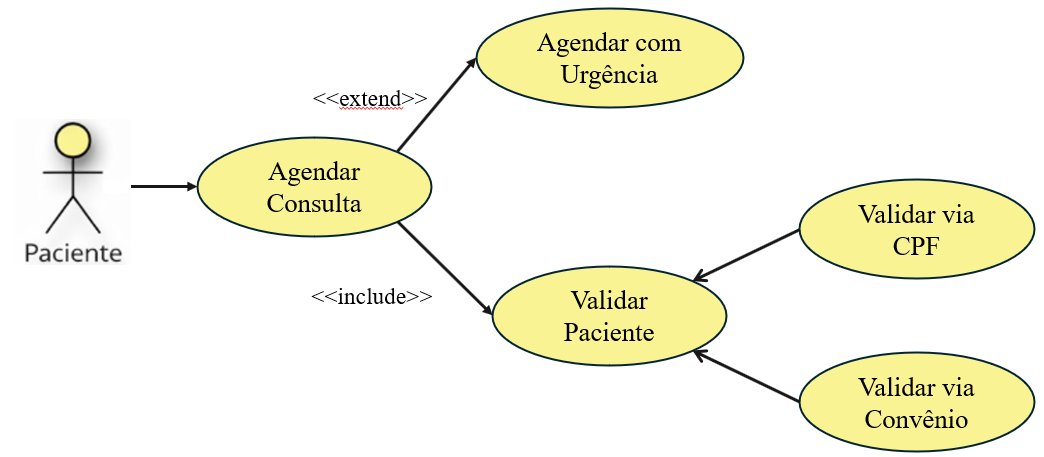 Agendar com
Urgência
<<extend>>
Agendar
Consulta
Paciente
<<include>>
Validar
Paciente
Validar via
CPF
Validar via
Convênio